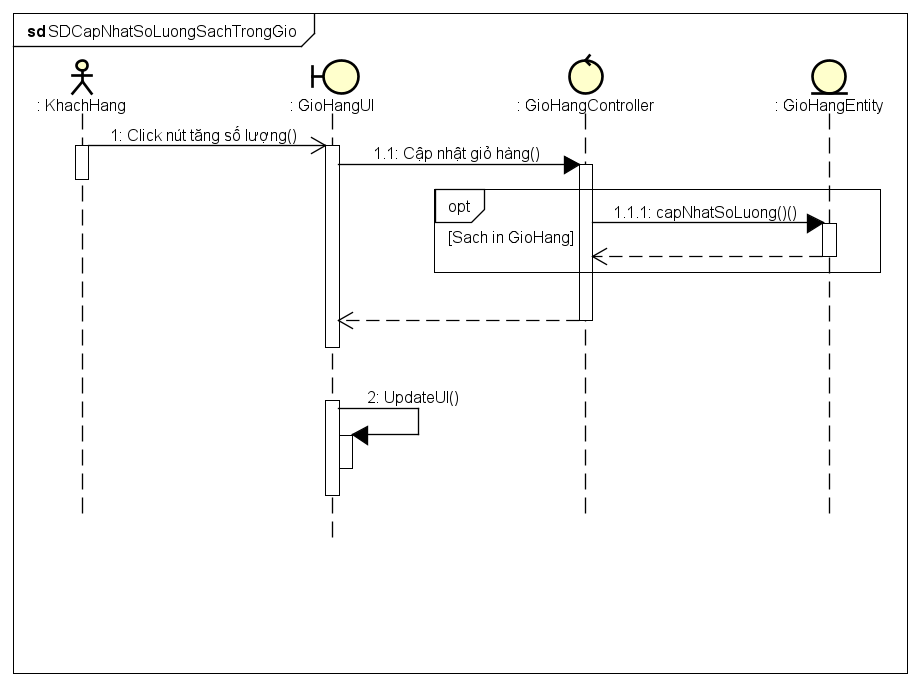 sd SDCapNhatSoLuongSachTrongGio
: KhachHang
: GioHangUI
: GioHangController
: GioHangEntity
1: Click nút tăng số lượng()
1.1: Cập nhật giỏ hàng()
opt
1.1.1: capNhatSoLuong()()
[Sach in GioHang]
2: UpdateUI()